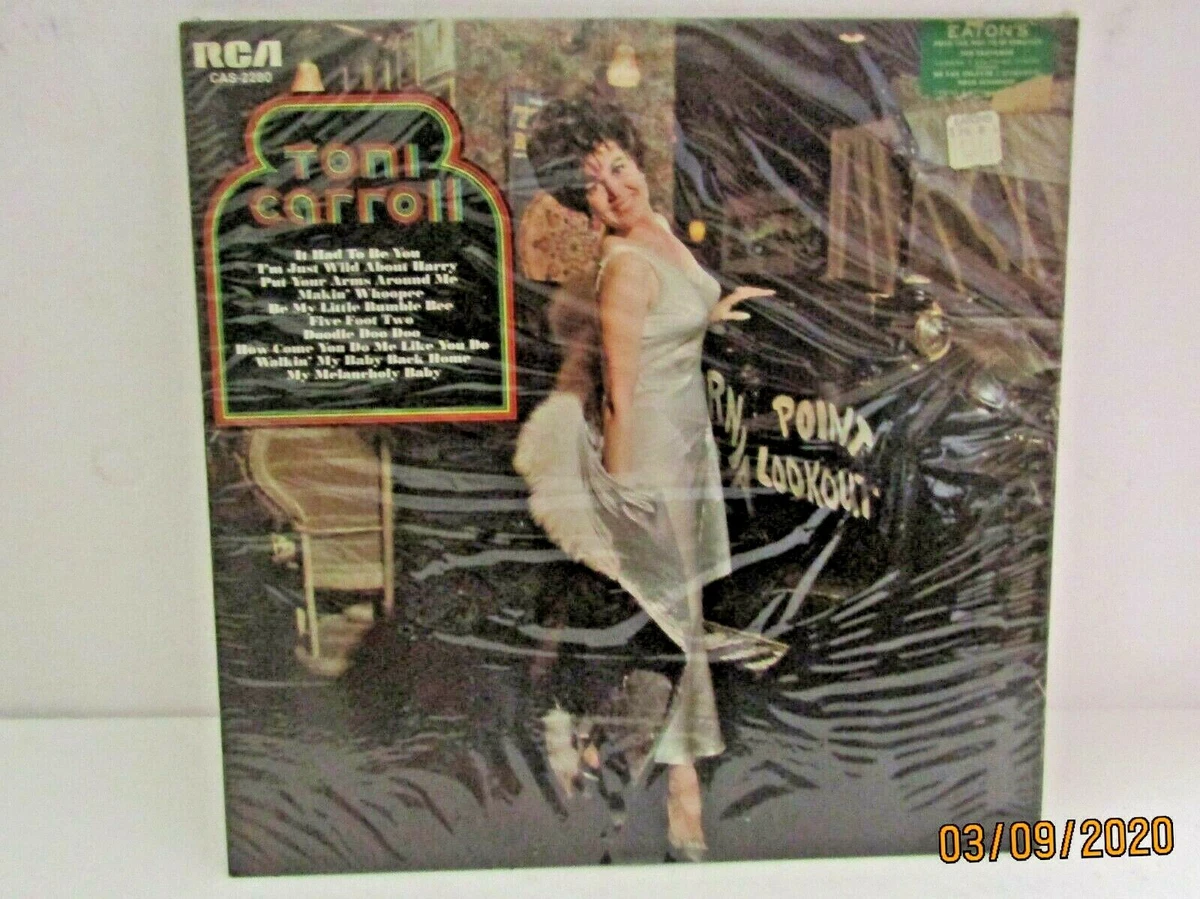 RCA
CAS-2280
EATON'S
Toni
Carroll
It Had To Be You
I'm Just Wild About Harry
Put Your Arms Around Me
Makin' Whoopee
Be My Little Bumble Bee
Five Foot Two
Doodle Doo Doo
How Come You Do Me Like You Do
Walkin' My Baby Back Home
My Melancholy Baby
RN, POINT
LOOKOUT
03/09/2020